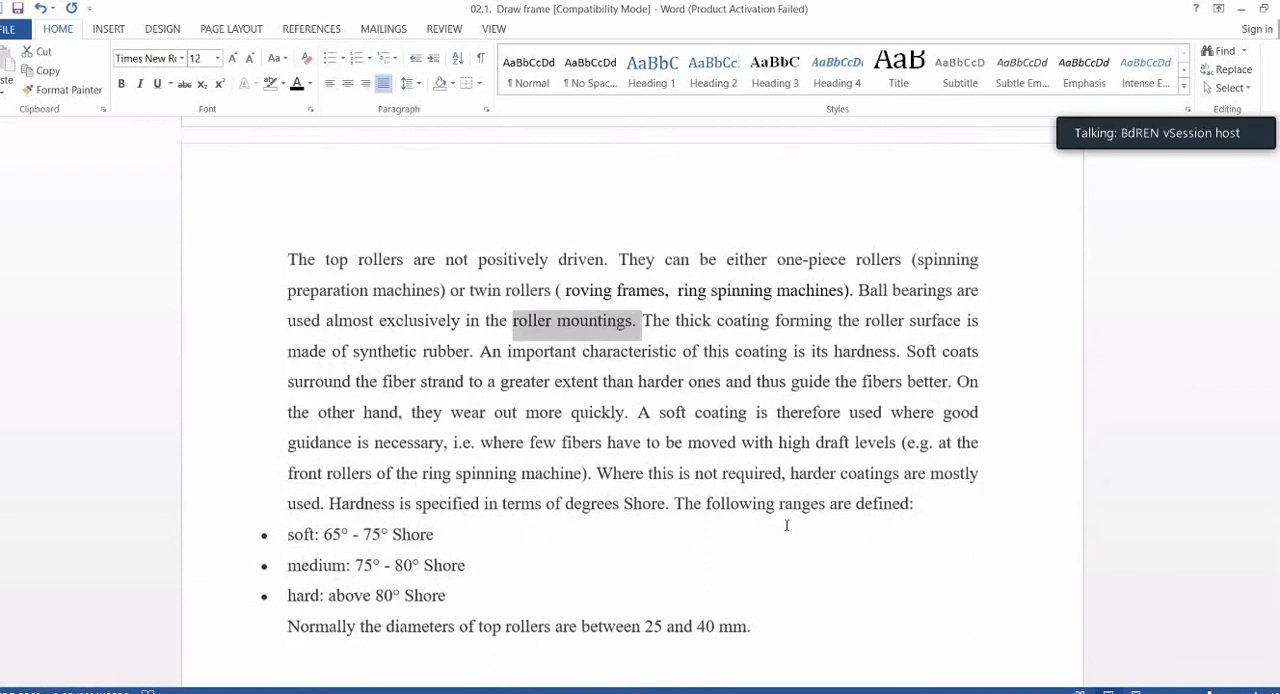 02.1. Draw frame [Compatibility Mode] - Word (Product Activation Failed)
? 
FILE HOME INSERT DESIGN PAGE LAYOUT REFERENCES MAILINGS REVIEW VIEW Sign in
Cut
Copy
Format Painter
Clipboard
Times New R 12 Aa
B I U abc X2 X2 A A
Font
Paragraph
AaBbCcDd AaBbCcDd AaBbC AaBbCc AaBbC AaBbCcDd AaB AaBbCcD AaBbCcDd AaBbCcDd AaBbCcDd
¶ Normal ¶ No Spac... Heading 1 Heading 2 Heading 3 Heading 4 Title Subtitle Subtle Em... Emphasis Intense E...
Styles
Find
Replace
Select
Editing
Talking: BdREN vSession host
The top rollers are not positively driven. They can be either one-piece rollers (spinning
preparation machines) or twin rollers ( roving frames, ring spinning machines). Ball bearings are
used almost exclusively in the roller mountings. The thick coating forming the roller surface is
made of synthetic rubber. An important characteristic of this coating is its hardness. Soft coats
surround the fiber strand to a greater extent than harder ones and thus guide the fibers better. On
the other hand, they wear out more quickly. A soft coating is therefore used where good
guidance is necessary, i.e. where few fibers have to be moved with high draft levels (e.g. at the
front rollers of the ring spinning machine). Where this is not required, harder coatings are mostly
used. Hardness is specified in terms of degrees Shore. The following ranges are defined:
• soft: 65° - 75° Shore
• medium: 75° - 80° Shore
• hard: above 80° Shore
Normally the diameters of top rollers are between 25 and 40 mm.